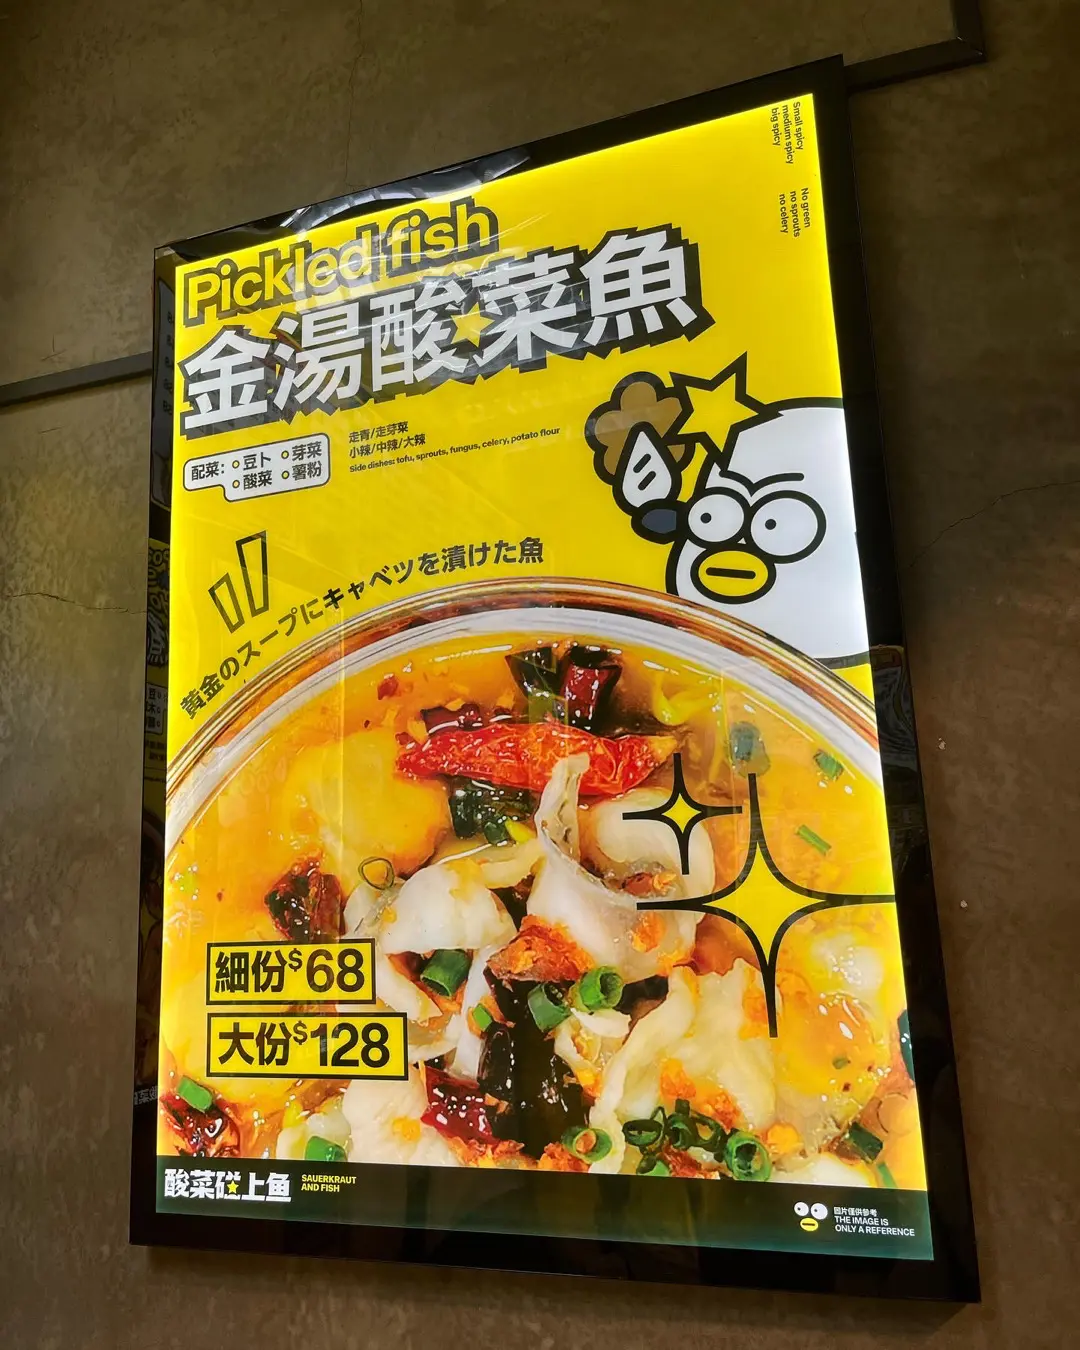 Small spicy
medium spicy
big spicy
No green
no sprouts
no celery
Pickled fish
金湯酸菜魚
配菜: 豆卜 芽菜
酸菜 薯粉
走青/走芽菜
小辣/中辣/大辣
Side dishes: tofu, sprouts, fungus, celery, potato flour
黄金のスープにキャベツを漬けた魚
細份$68
大份$128
酸菜碰上鱼
SAUERKRAUT
AND FISH
圖片僅供參考
THE IMAGE IS
ONLY A REFERENCE